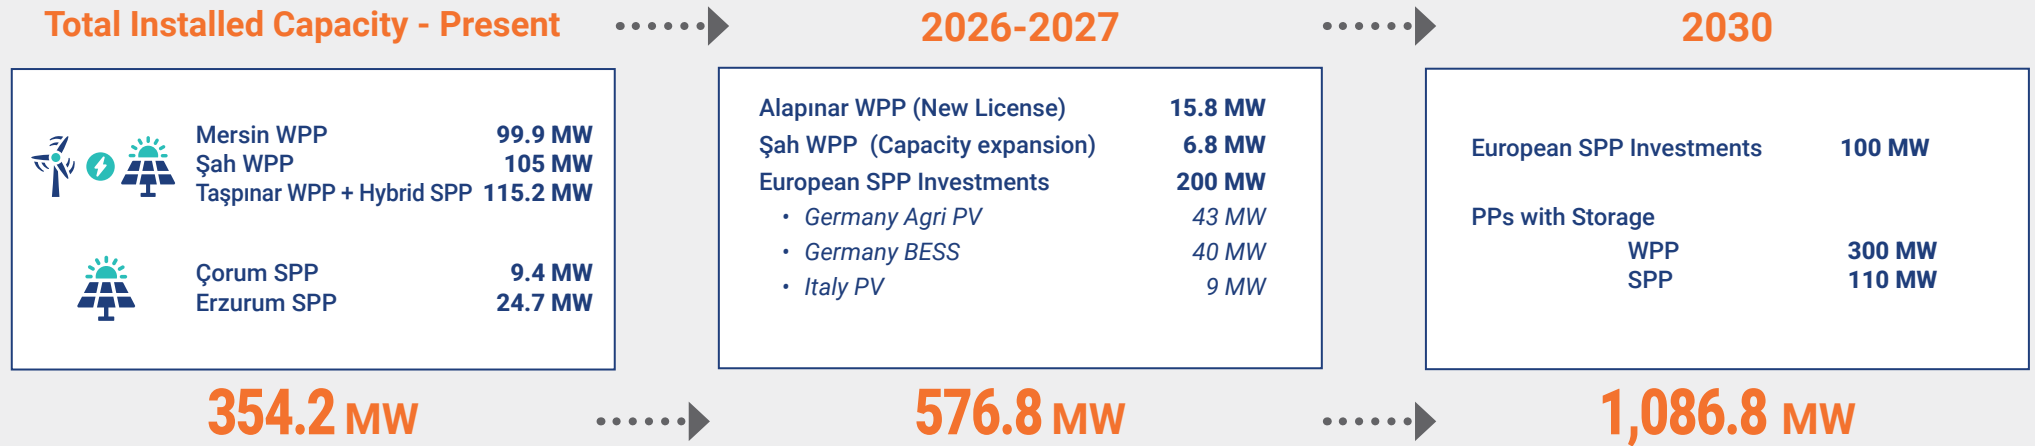 Total Installed Capacity - Present
2026-2027
2030
Mersin WPP 99.9 MW
Şah WPP 105 MW
Taşpınar WPP + Hybrid SPP 115.2 MW
Çorum SPP 9.4 MW
Erzurum SPP 24.7 MW
354.2 MW
Alapınar WPP (New License) 15.8 MW
Şah WPP (Capacity expansion) 6.8 MW
European SPP Investments 200 MW
• Germany Agri PV 43 MW
• Germany BESS 40 MW
• Italy PV 9 MW
576.8 MW
European SPP Investments 100 MW
PPs with Storage
WPP 300 MW
SPP 110 MW
1,086.8 MW